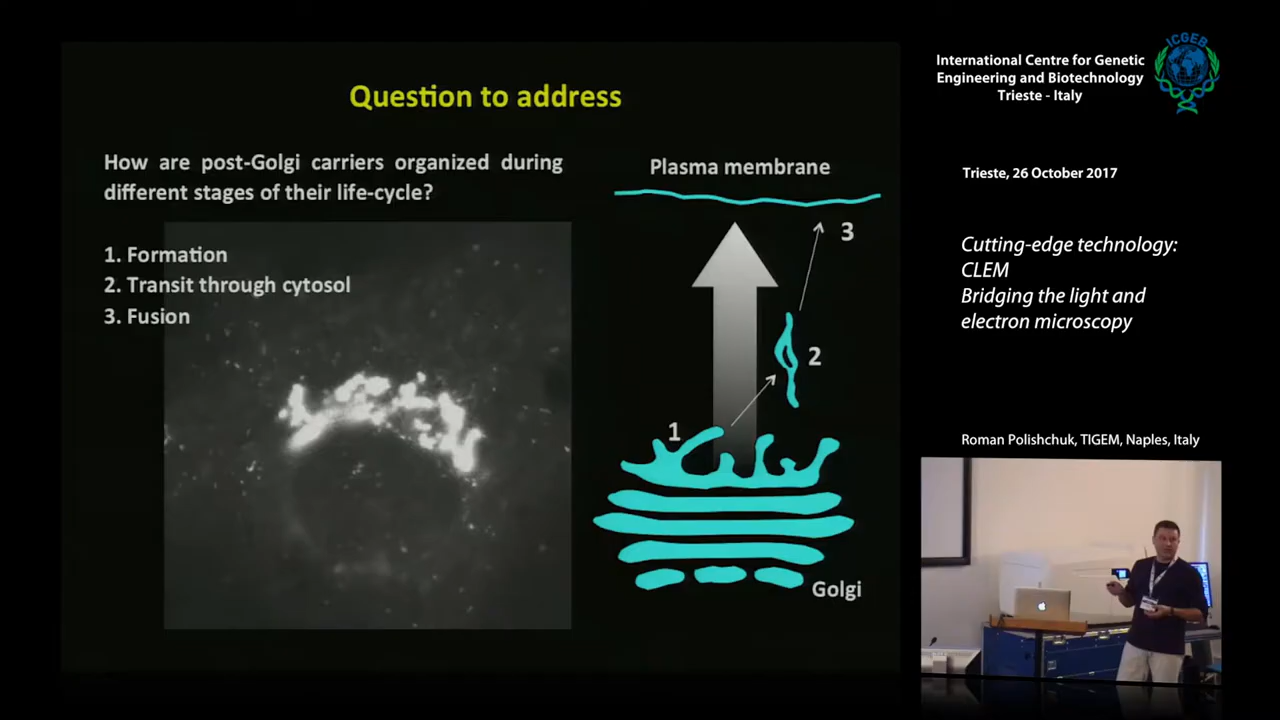 Question to address
How are post-Golgi carriers organized during
different stages of their life-cycle?
1. Formation
2. Transit through cytosol
3. Fusion
Plasma membrane
3
2
1
Golgi
International Centre for Genetic
Engineering and Biotechnology
Trieste - Italy
ICGEB
Trieste, 26 October 2017
Cutting-edge technology:
CLEM
Bridging the light and
electron microscopy
Roman Polishchuk, TIGEM, Naples, Italy